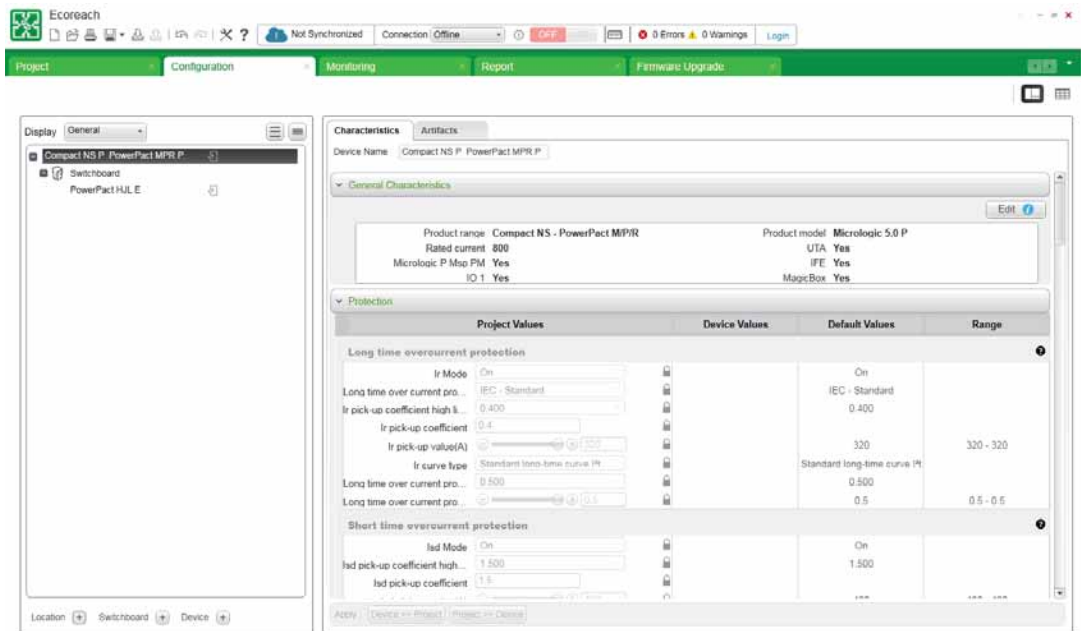 Ecoreach
Not Synchronized Connection Offline OFF 0 Errors 0 Warnings Login
Project Configuration Monitoring Report Firmware Upgrade
Display General
Compact NS P PowerPact MPR P
Switchboard
PowerPact HJL E
Location Switchboard Device
Characteristics Artifacts
Device Name Compact NS P PowerPact MPR P
General Characteristics
Edit
Product range Compact NS - PowerPact M/P/R Product model Micrologic 5.0 P
Rated current 800 UTA Yes
Micrologic P Msp PM Yes IFE Yes
IO 1 Yes MagicBox Yes
Protection
Project Values Device Values Default Values Range
Long time overcurrent protection
Ir Mode On On
Long time over current pro... IEC - Standard IEC - Standard
Ir pick-up coefficient high li... 0.400 0.400
Ir pick-up coefficient 0.4
Ir pick-up value(A) 320 320 320 - 320
Ir curve type Standard long-time curve I²t Standard long-time curve I²t
Long time over current pro... 0.500 0.500
Long time over current pro... 0.5 0.5 0.5 - 0.5
Short time overcurrent protection
Isd Mode On On
Isd pick-up coefficient high... 1.500 1.500
Isd pick-up coefficient 1.5
Apply Device => Project Project => Device